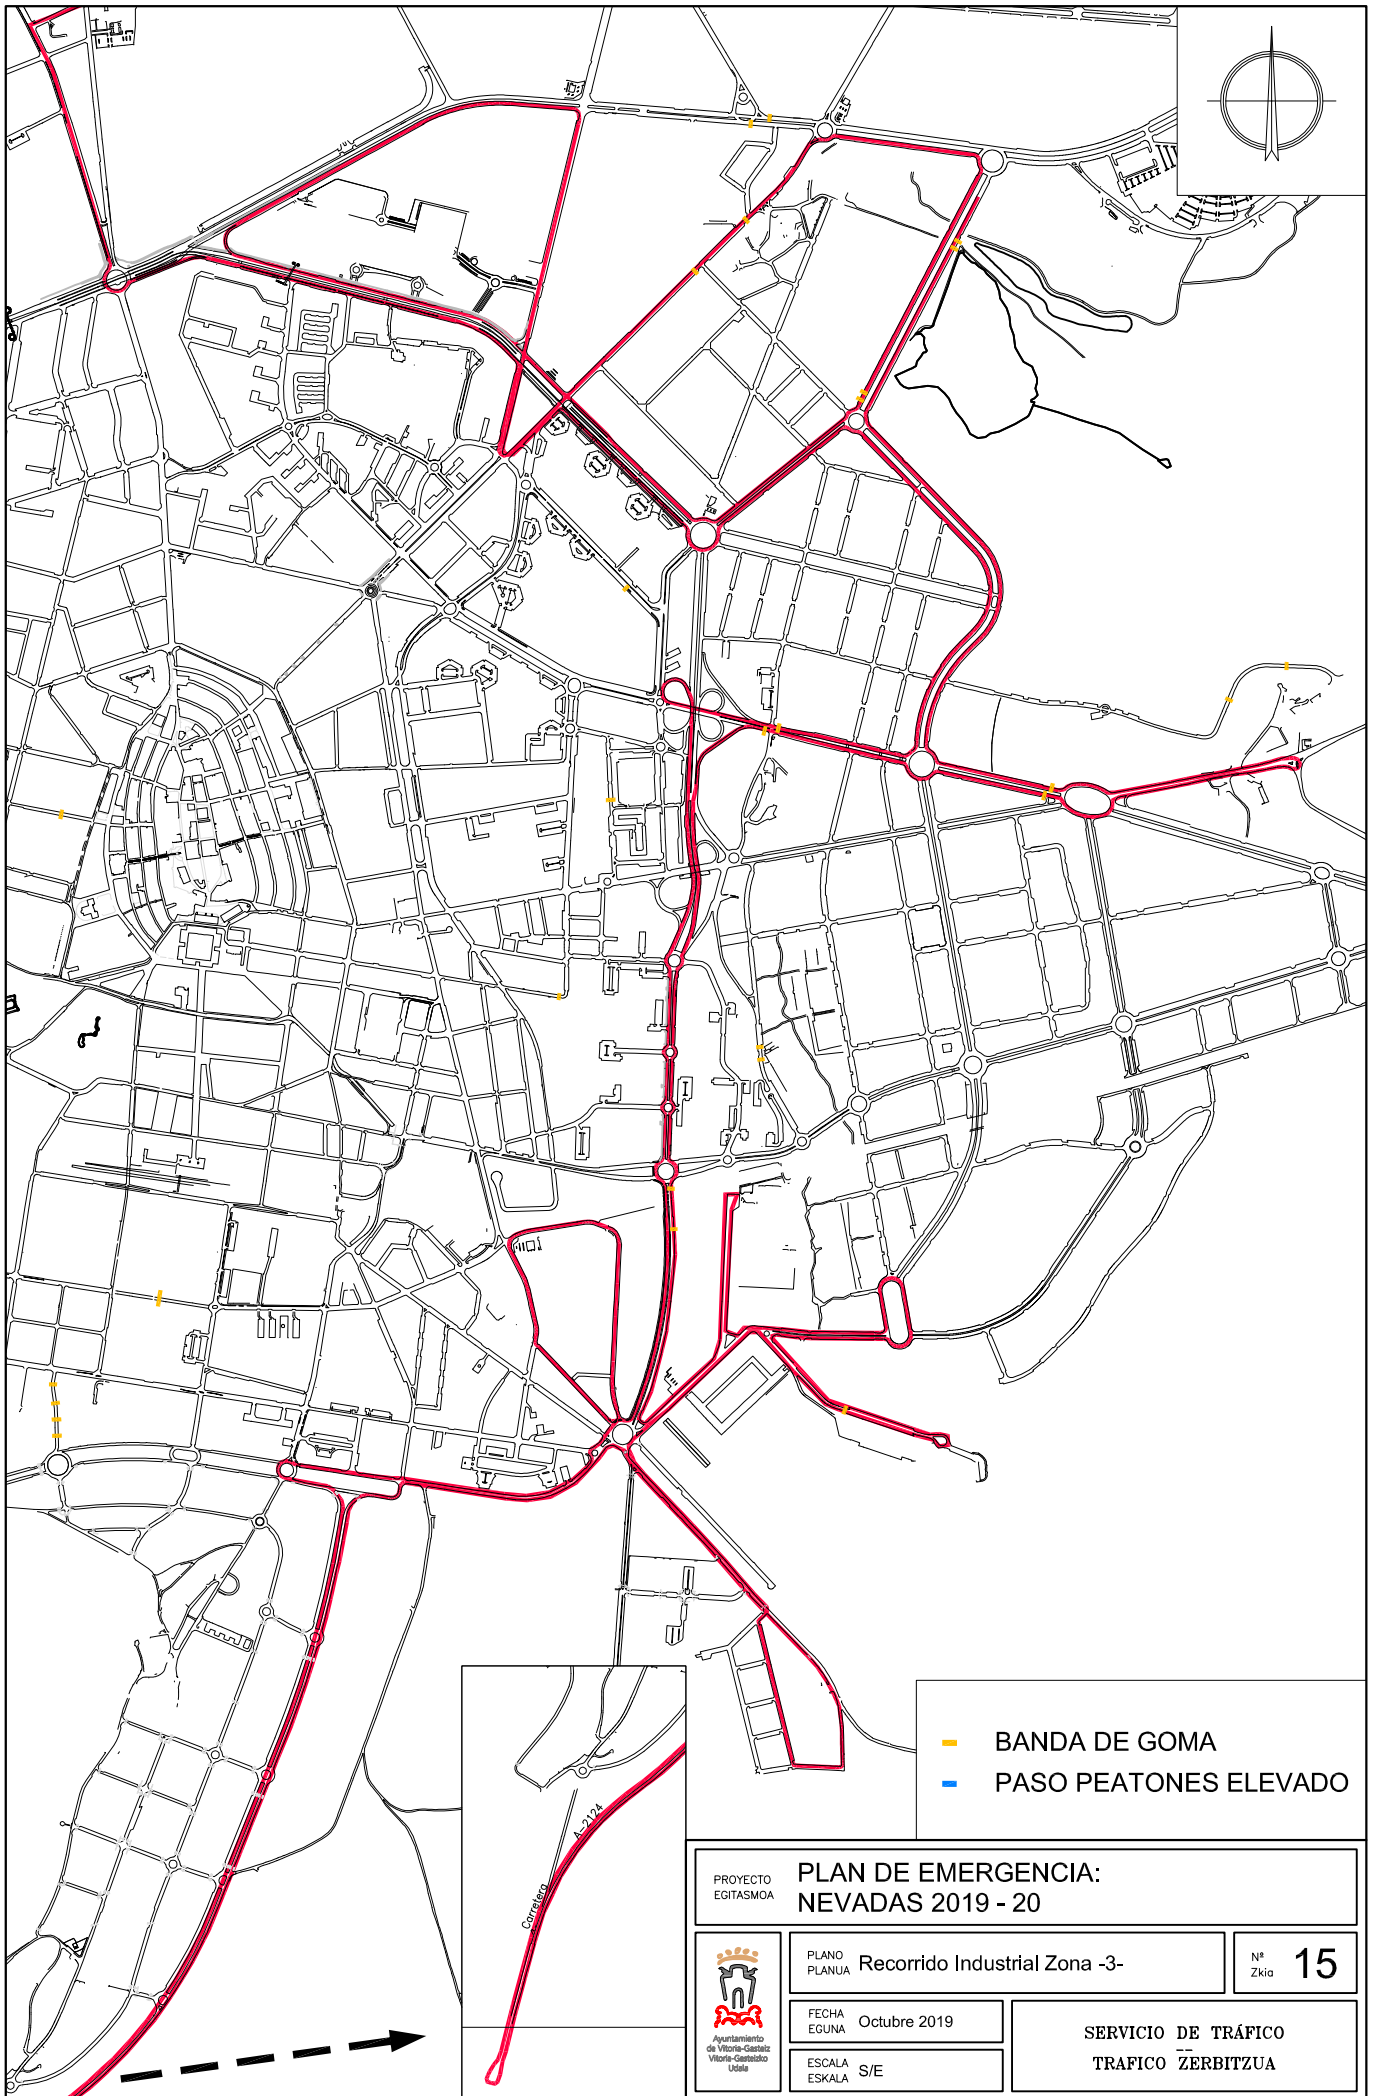 BANDA DE GOMA
PASO PEATONES ELEVADO
A-2124
Carretera
PROYECTO
EGITASMOA
PLAN DE EMERGENCIA:
NEVADAS 2019 - 20
PLANO
PLANUA
Recorrido Industrial Zona -3-
Nº
Zkia
15
FECHA
EGUNA
Octubre 2019
ESCALA
ESKALA
S/E
SERVICIO DE TRÁFICO
--
TRAFICO ZERBITZUA
Ayuntamiento
de Vitoria-Gasteiz
Vitoria-Gasteizko
Udala